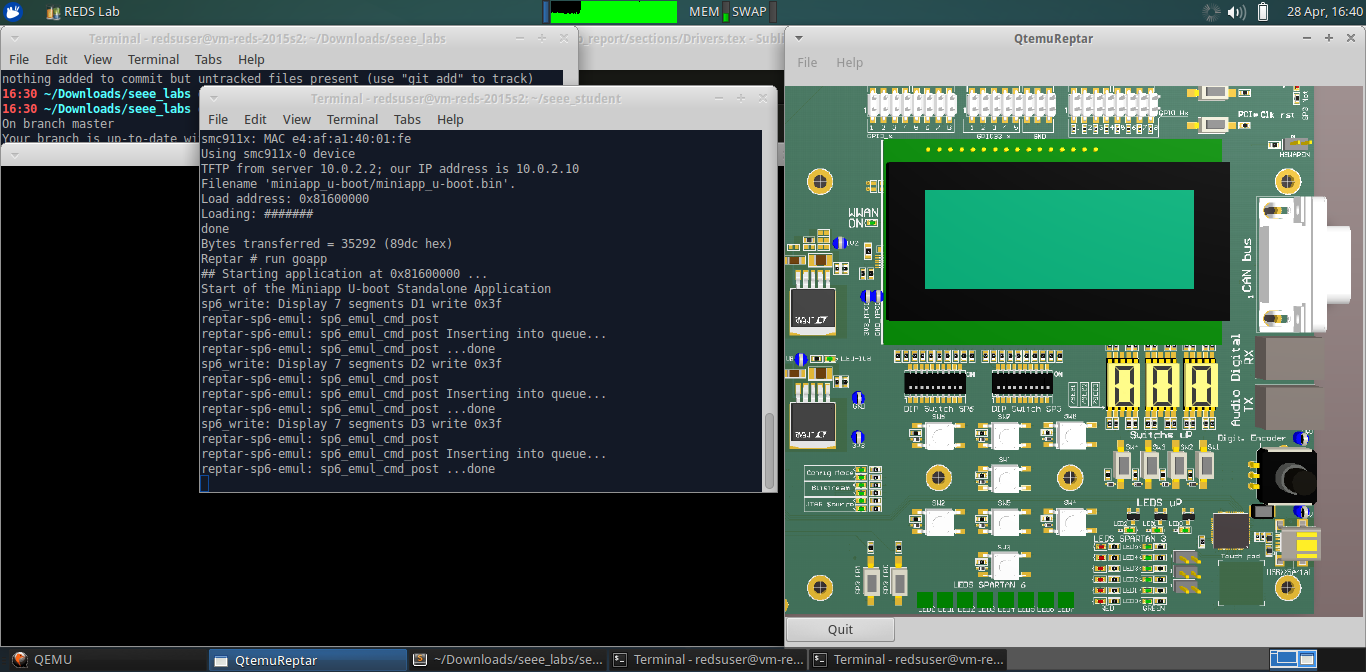 REDS Lab
MEM
SWAP
28 Apr, 16:40
Terminal - redsuser@vm-reds-2015s2: ~/Downloads/seee_labs
File Edit View Terminal Tabs Help
nothing added to commit but untracked files present (use "git add" to track)
16:30 ~/Downloads/seee_labs
16:30 ~/Downloads/seee_labs
On branch master
Your branch is up-to-date wi
p_report/sections/Drivers.tex - Subli
Terminal - redsuser@vm-reds-2015s2: ~/seee_student
File Edit View Terminal Tabs Help
smc911x: MAC e4:af:a1:40:01:fe
Using smc911x-0 device
TFTP from server 10.0.2.2; our IP address is 10.0.2.10
Filename 'miniapp_u-boot/miniapp_u-boot.bin'.
Load address: 0x81600000
Loading: #######
done
Bytes transferred = 35292 (89dc hex)
Reptar # run goapp
## Starting application at 0x81600000 ...
Start of the Miniapp U-boot Standalone Application
sp6_write: Display 7 segments D1 write 0x3f
reptar-sp6-emul: sp6_emul_cmd_post
reptar-sp6-emul: sp6_emul_cmd_post Inserting into queue...
reptar-sp6-emul: sp6_emul_cmd_post ...done
sp6_write: Display 7 segments D2 write 0x3f
reptar-sp6-emul: sp6_emul_cmd_post
reptar-sp6-emul: sp6_emul_cmd_post Inserting into queue...
reptar-sp6-emul: sp6_emul_cmd_post ...done
sp6_write: Display 7 segments D3 write 0x3f
reptar-sp6-emul: sp6_emul_cmd_post
reptar-sp6-emul: sp6_emul_cmd_post Inserting into queue...
reptar-sp6-emul: sp6_emul_cmd_post ...done
QtemuReptar
File Help
PCIe Clk rst
WWAN
ON
CAN bus
Audio Digital
TX RX
DIP Switch SP6
DIP Switch SP3
Switchs uP
SW4 SW3 SW2 SW1
Digit. Encoder
Config Mode
Bitstream
JTAG Source
LEDS uP
LEDS SPARTAN 3
LEDS SPARTAN 6
RED
GREEN
Touch pad
Quit
QEMU
QtemuReptar
~/Downloads/seee_labs/se...
Terminal - redsuser@vm-re...
Terminal - redsuser@vm-re...